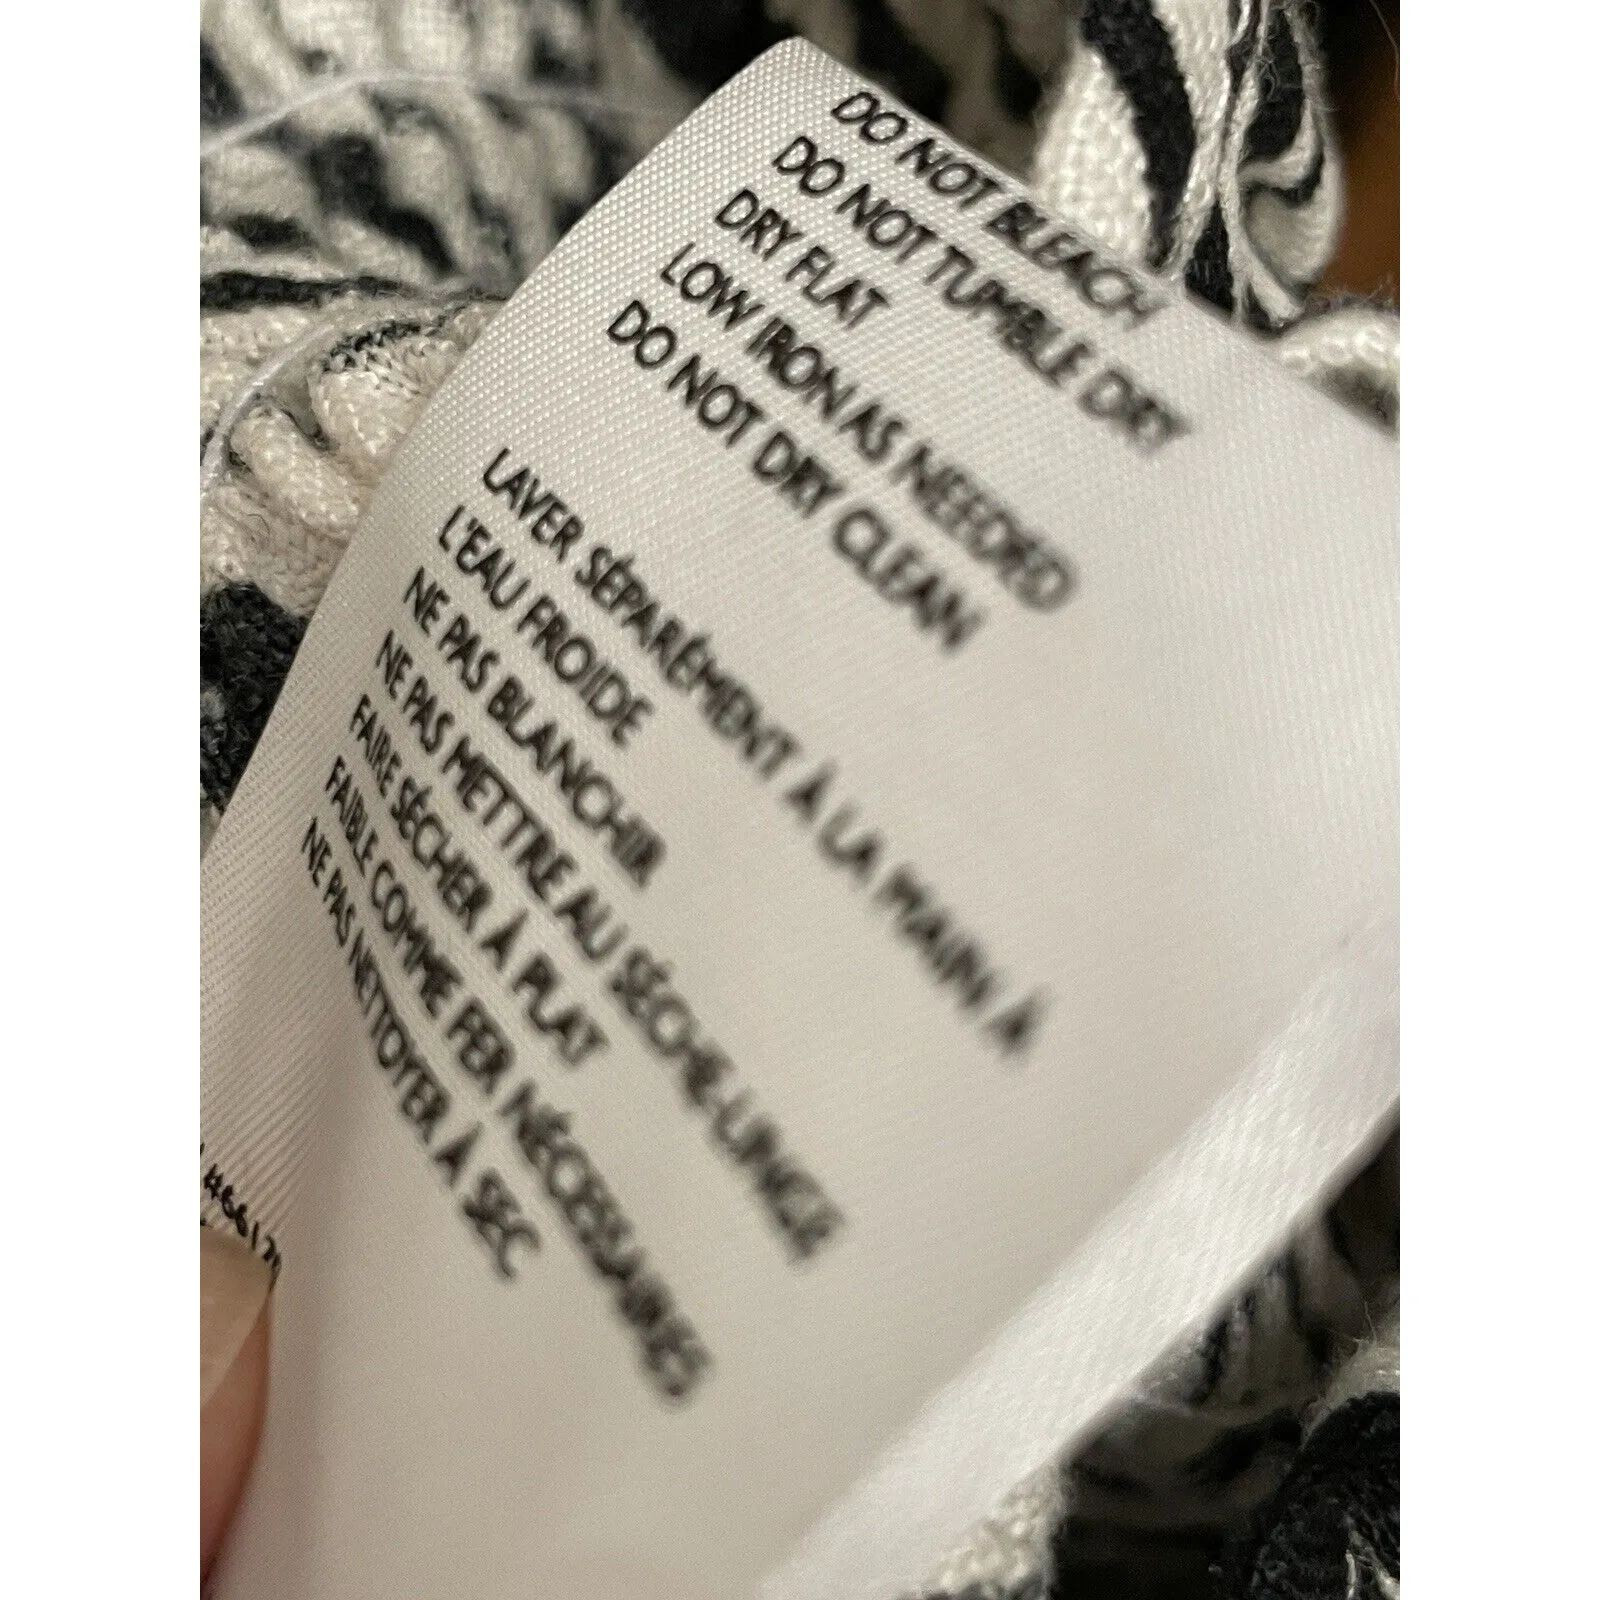 DO NOT BLEACH
DO NOT TUMBLE DRY
DRY FLAT
LOW IRON AS NEEDED
DO NOT DRY CLEAN
LAVER SÉPARÉMENT À LA MAIN À
L'EAU FROIDE
NE PAS BLANCHIR
NE PAS METTRE AU SÉCHE-LINGE
FAIRE SÉCHER À PLAT
FAIBLE COMME FER NÉCESSAIRES
NE PAS NETTOYER À SEC